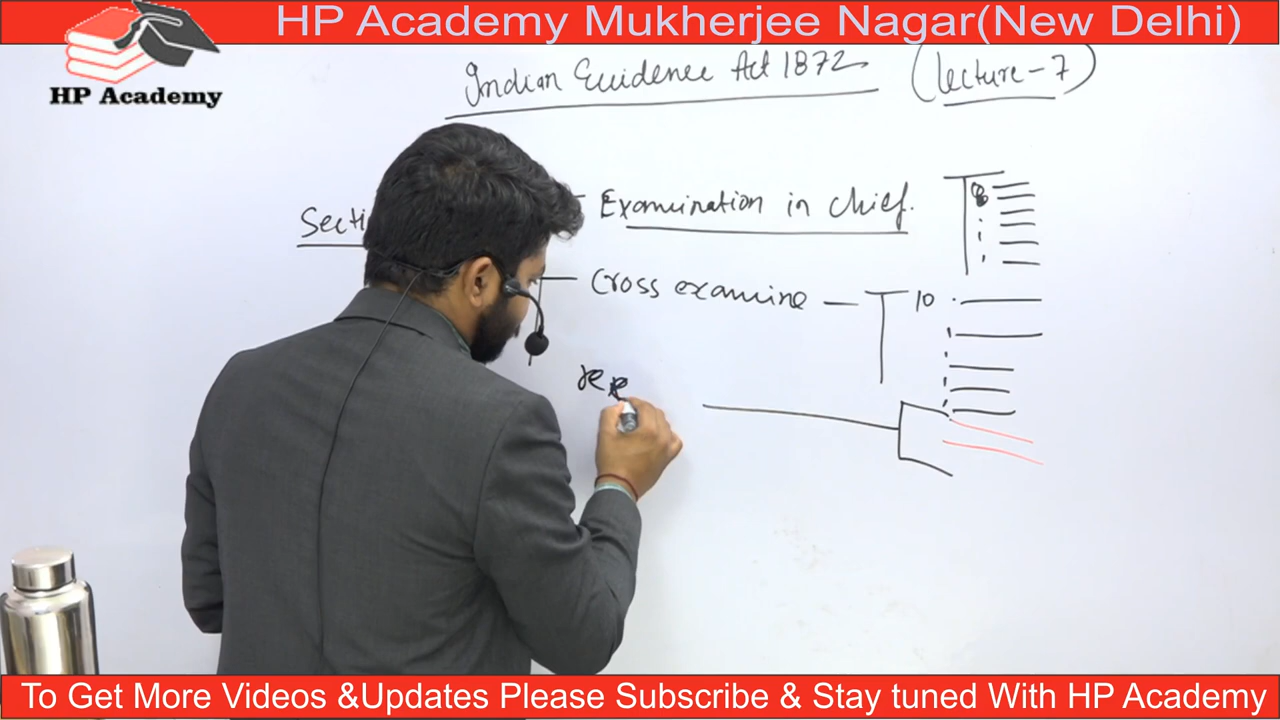 HP Academy Mukherjee Nagar(New Delhi)
HP Academy
Indian Evidence Act 1872 (Lecture-7)
Examination in chief.
8
Cross examine — 10
To Get More Videos &Updates Please Subscribe & Stay tuned With HP Academy